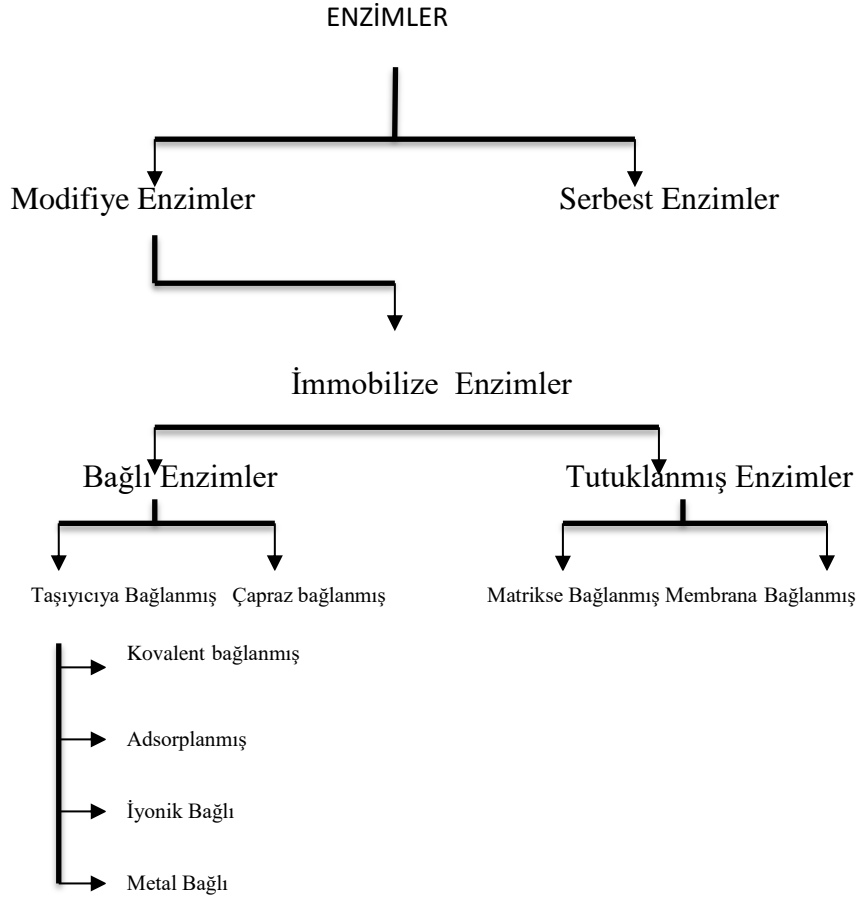 ENZİMLER
Modifiye Enzimler
Serbest Enzimler
İmmobilize Enzimler
Bağlı Enzimler
Tutuklanmış Enzimler
Taşıyıcıya Bağlanmış
Çapraz bağlanmış
Matrikse Bağlanmış
Membrana Bağlanmış
Kovalent bağlanmış
Adsorplanmış
İyonik Bağlı
Metal Bağlı